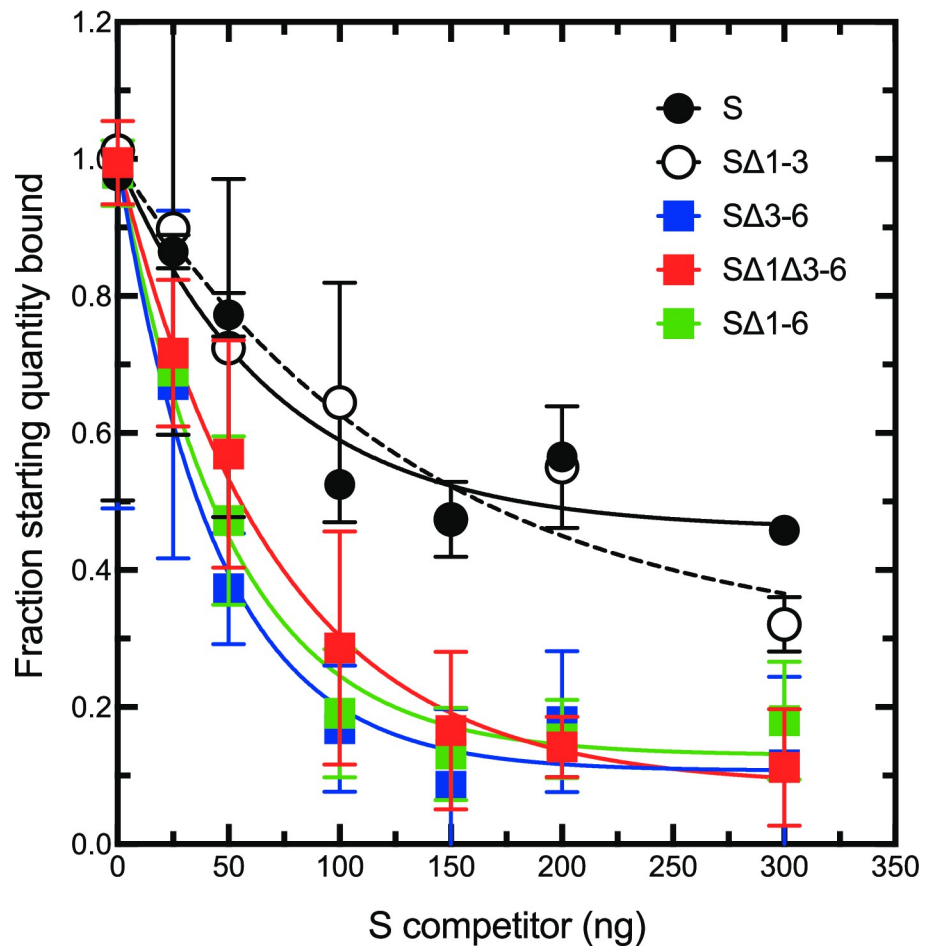 1.2
1.0
0.8
0.6
0.4
0.2
0.0
Fraction starting quantity bound
S
SΔ1-3
SΔ3-6
SΔ1Δ3-6
SΔ1-6
0 50 100 150 200 250 300 350
S competitor (ng)